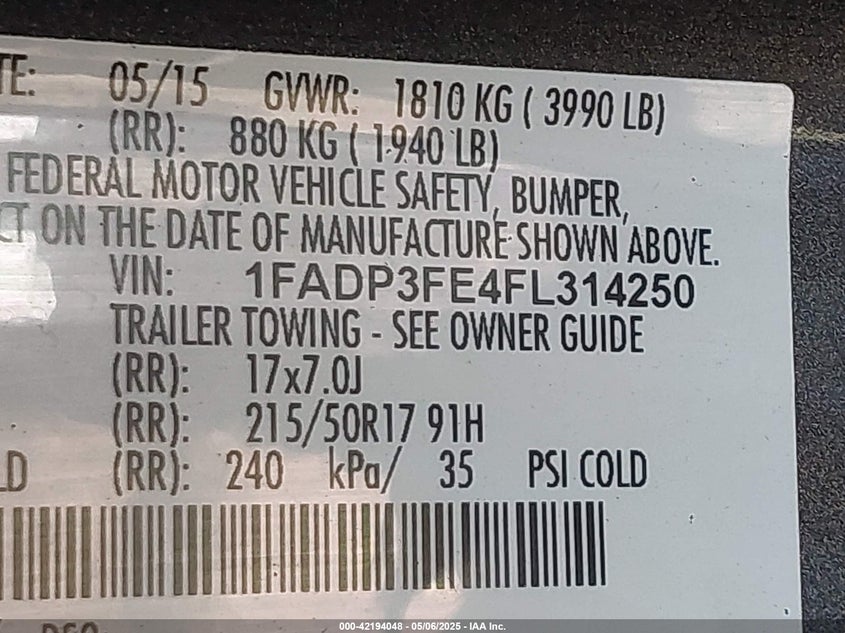 TE: 05/15 GVWR: 1810 KG ( 3990 LB)
(RR): 880 KG ( 1940 LB)
FEDERAL MOTOR VEHICLE SAFETY, BUMPER,
CT ON THE DATE OF MANUFACTURE SHOWN ABOVE.
VIN: 1FADP3FE4FL314250
TRAILER TOWING - SEE OWNER GUIDE
(RR): 17x7.0J
(RR): 215/50R17 91H
LD (RR): 240 kPa/ 35 PSI COLD
000-42194048 - 05/06/2025 - IAA Inc.